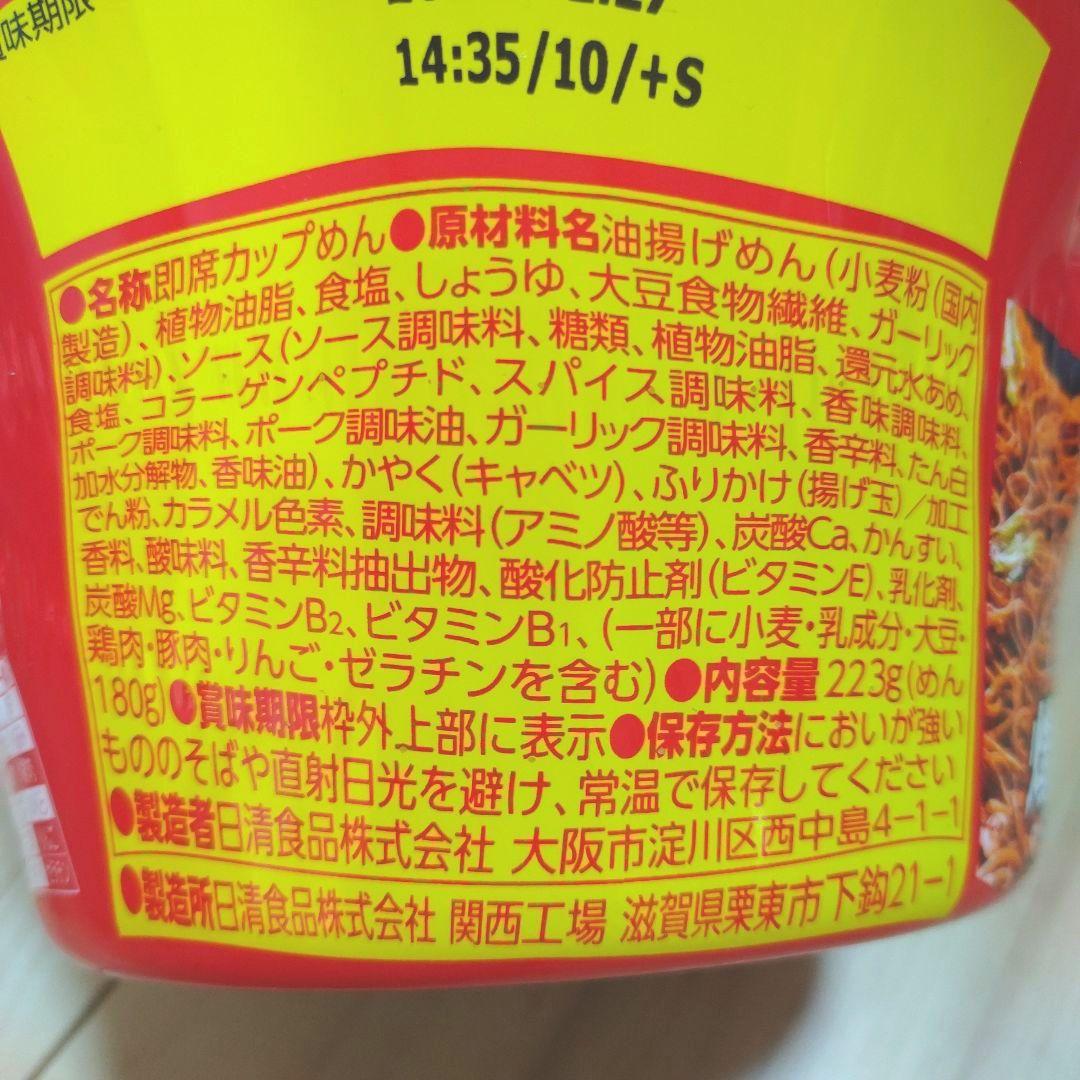 味期限
14:35/10/+S
●名称即席カップめん●原材料名油揚げめん(小麦粉(国内
製造)、植物油脂、食塩、しょうゆ、大豆食物繊維、ガーリック
調味料)、ソース(ソース調味料、糖類、植物油脂、還元水あめ、
食塩、コラーゲンペプチド、スパイス調味料、香味調味料、
ポーク調味料、ポーク調味油、ガーリック調味料、香辛料、たん白
加水分解物、香味油)、かやく(キャベツ)、ふりかけ(揚げ玉)/加工
でん粉、カラメル色素、調味料(アミノ酸等)、炭酸Ca、かんすい、
香料、酸味料、香辛料抽出物、酸化防止剤(ビタミンE)、乳化剤、
炭酸Mg、ビタミンB2、ビタミンB1、(一部に小麦・乳成分・大豆・
鶏肉・豚肉・りんご・ゼラチンを含む)●内容量223g(めん
180g)●賞味期限枠外上部に表示●保存方法においが強い
もののそばや直射日光を避け、常温で保存してください
●製造者日清食品株式会社 大阪市淀川区西中島4-1-1
●製造所日清食品株式会社 関西工場 滋賀県栗東市下鈎21-1